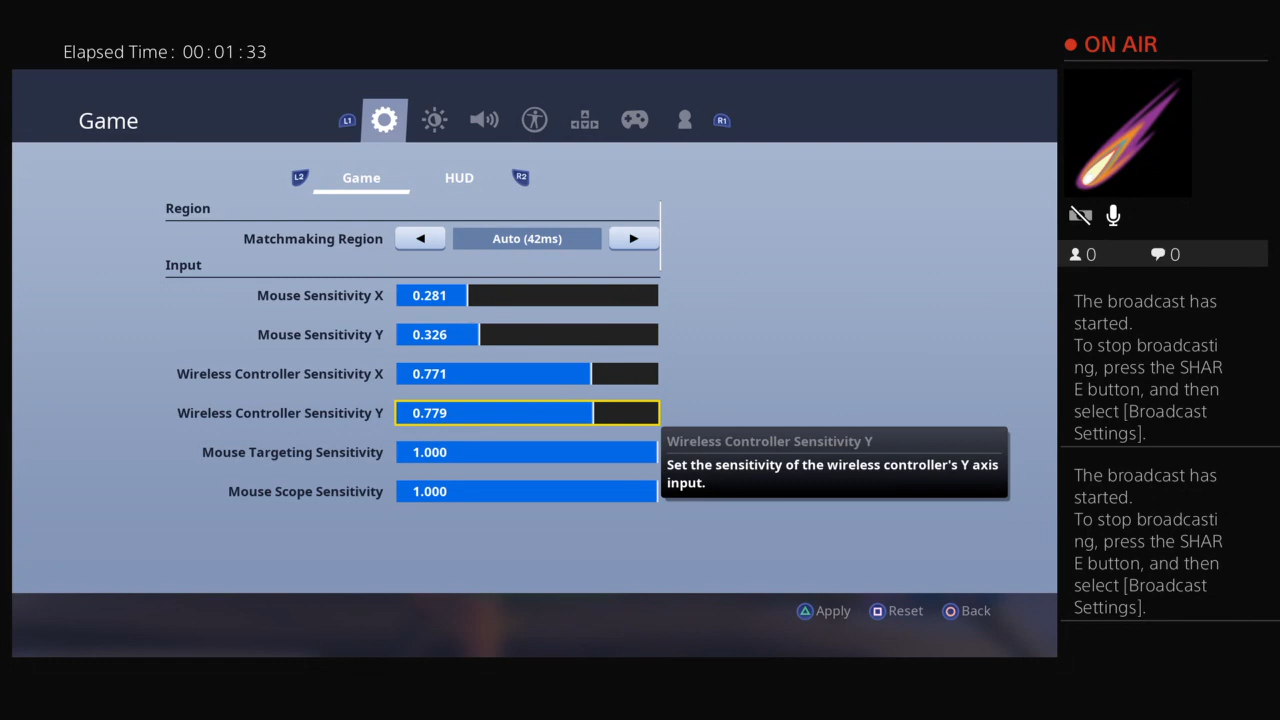 Elapsed Time: 00:01:33
ON AIR
Game
L1
R1
L2
Game
HUD
R2
Region
Matchmaking Region
Auto (42ms)
Input
Mouse Sensitivity X
0.281
Mouse Sensitivity Y
0.326
Wireless Controller Sensitivity X
0.771
Wireless Controller Sensitivity Y
0.779
Mouse Targeting Sensitivity
1.000
Mouse Scope Sensitivity
1.000
Wireless Controller Sensitivity Y
Set the sensitivity of the wireless controller's Y axis
input.
Apply
Reset
Back
0
0
The broadcast has
started.
To stop broadcasti
ng, press the SHAR
E button, and then
select [Broadcast
Settings].
The broadcast has
started.
To stop broadcasti
ng, press the SHAR
E button, and then
select [Broadcast
Settings].